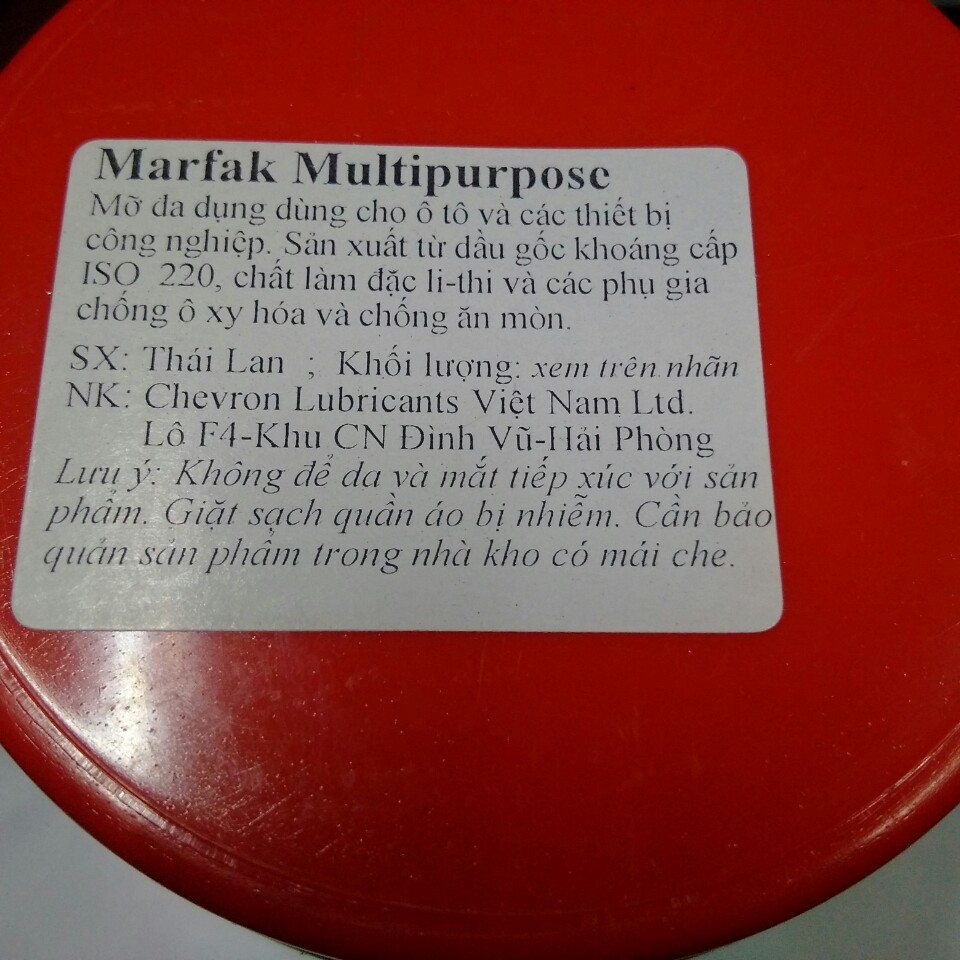 Marfak Multipurpose
Mỡ đa dụng dùng cho ô tô và các thiết bị
công nghiệp. Sản xuất từ dầu gốc khoáng cấp
ISO 220, chất làm đặc li-thi và các phụ gia
chống ô xy hóa và chống ăn mòn.
SX: Thái Lan ; Khối lượng: xem trên nhãn
NK: Chevron Lubricants Việt Nam Ltd.
Lô F4-Khu CN Đình Vũ-Hải Phòng
Lưu ý: Không để da và mắt tiếp xúc với sản
phẩm. Giặt sạch quần áo bị nhiễm. Cần bảo
quản sản phẩm trong nhà kho có mái che.